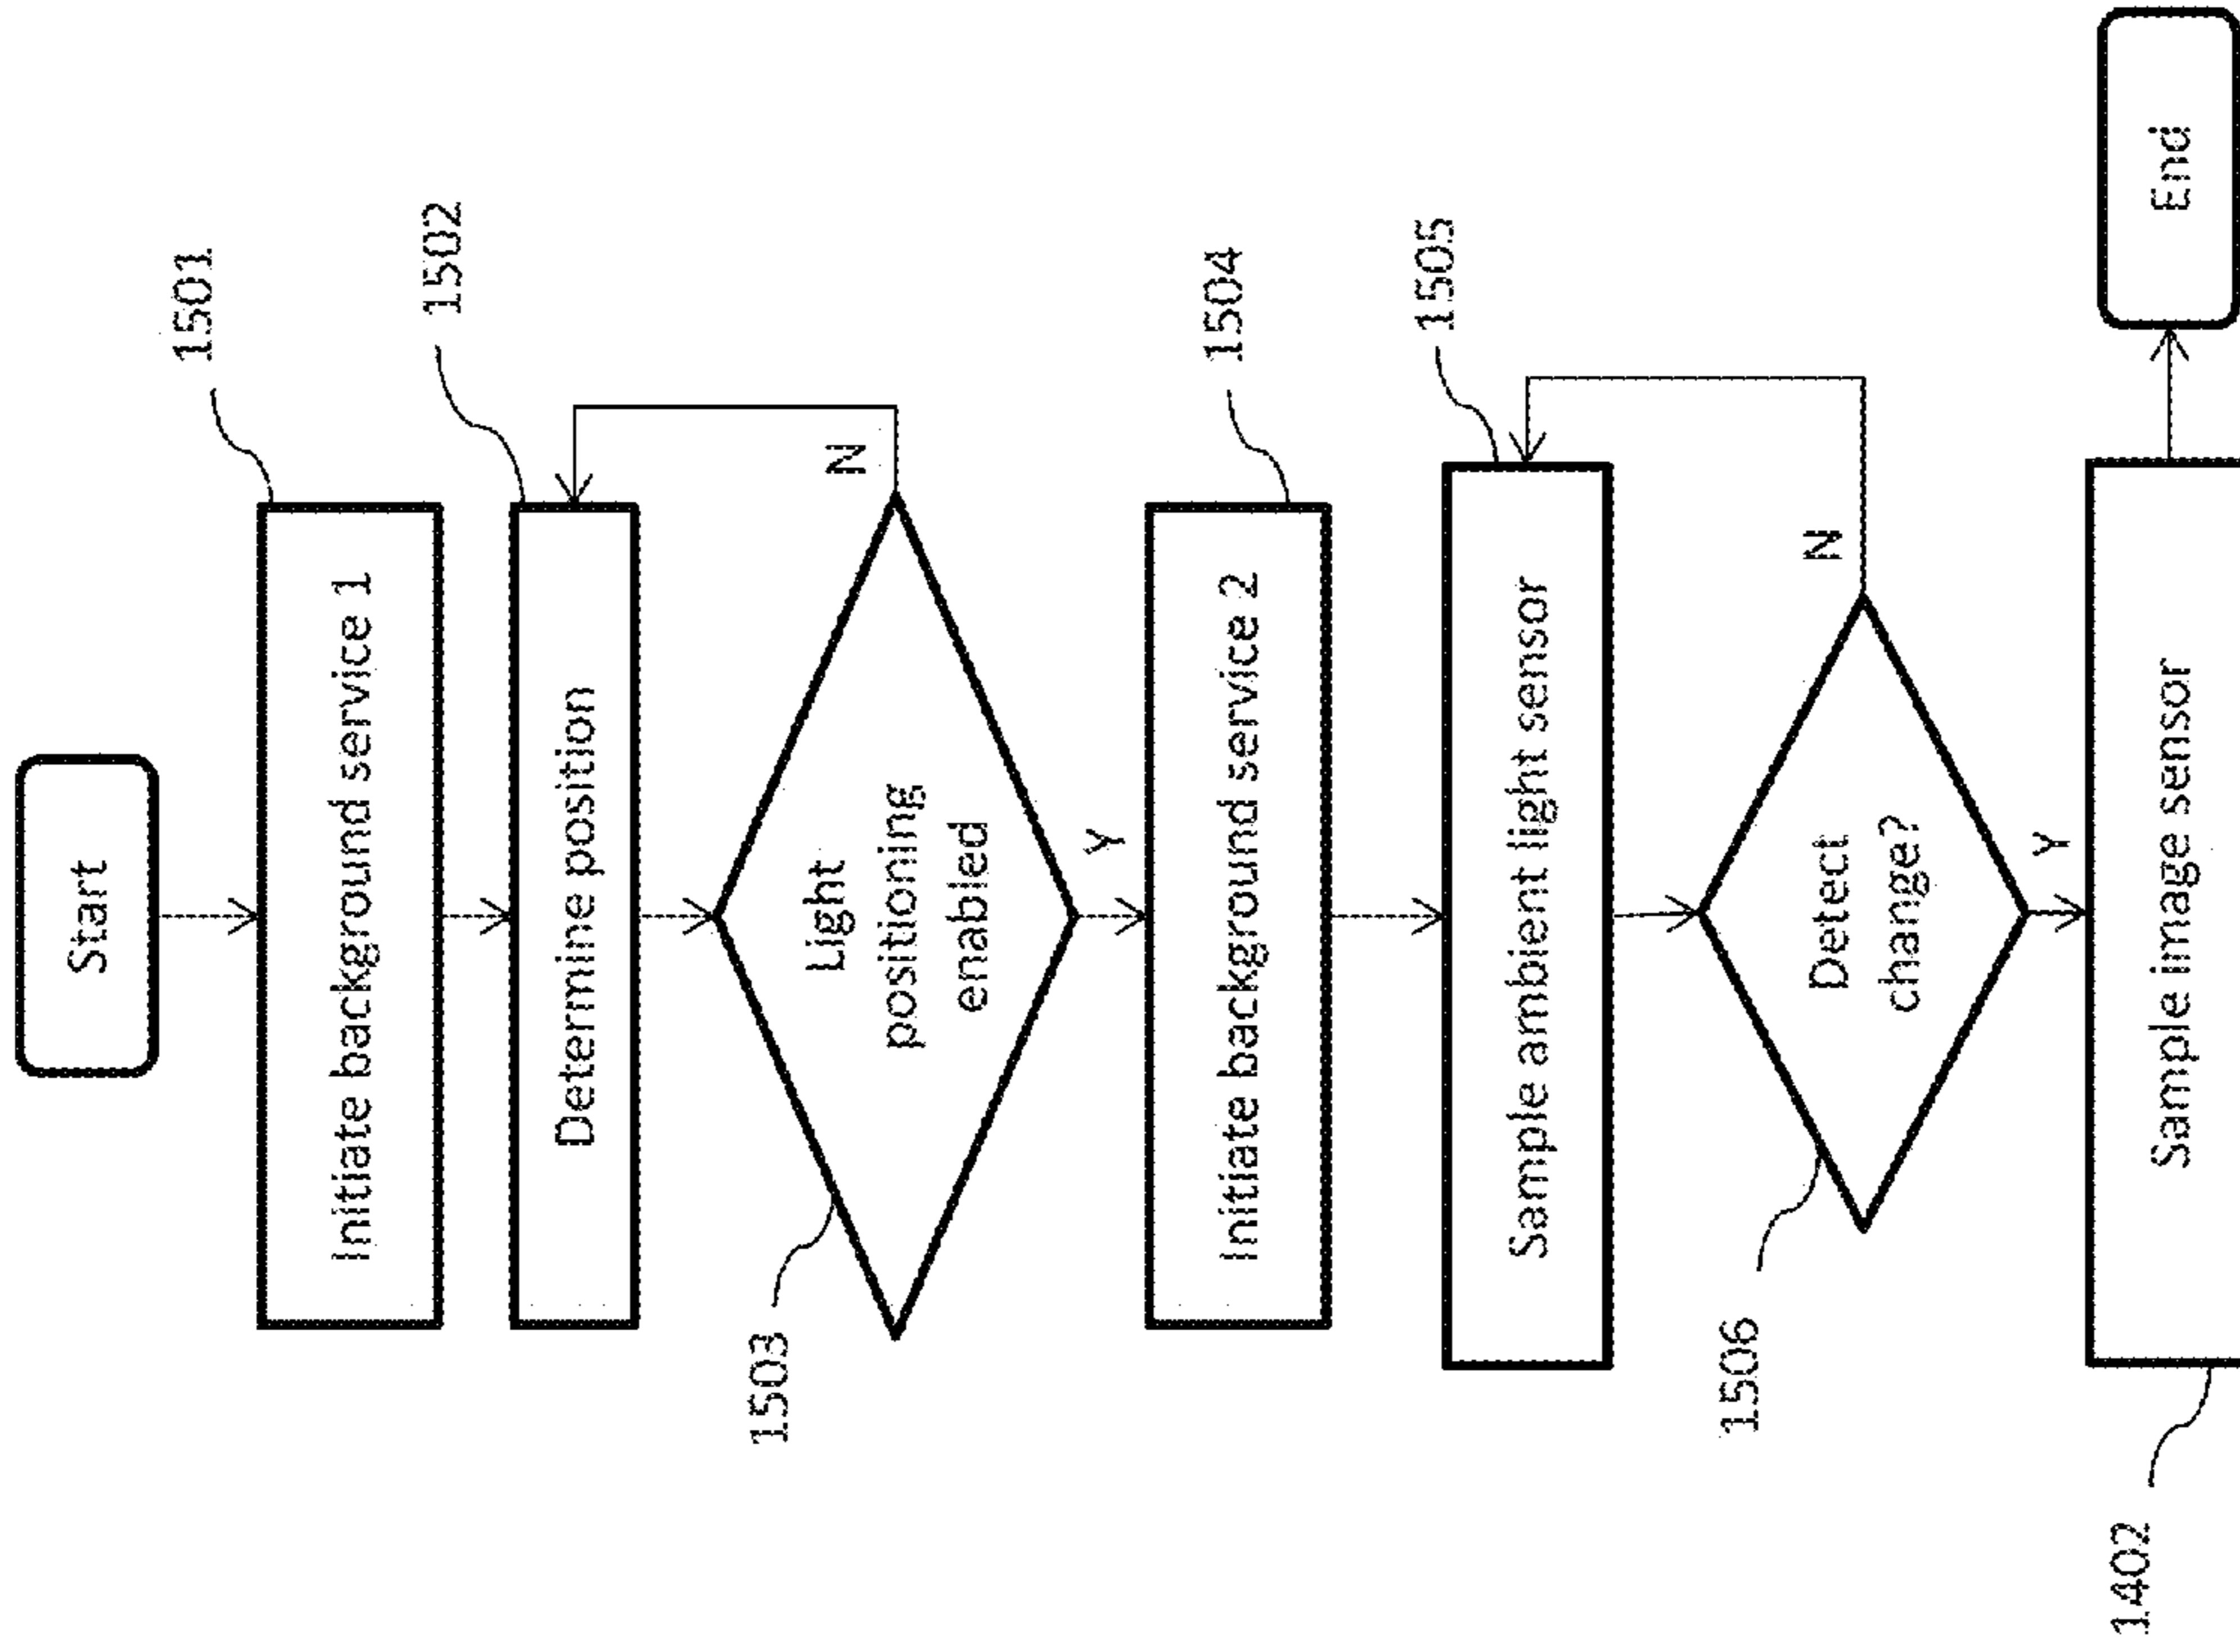 Start
1501
Initiate background service 1
1502
Determine position
1503
Light
positioning
enabled
N
Y
1504
Initiate background service 2
1505
Sample ambient light sensor
1506
Detect
change?
N
Y
1402
Sample image sensor
End